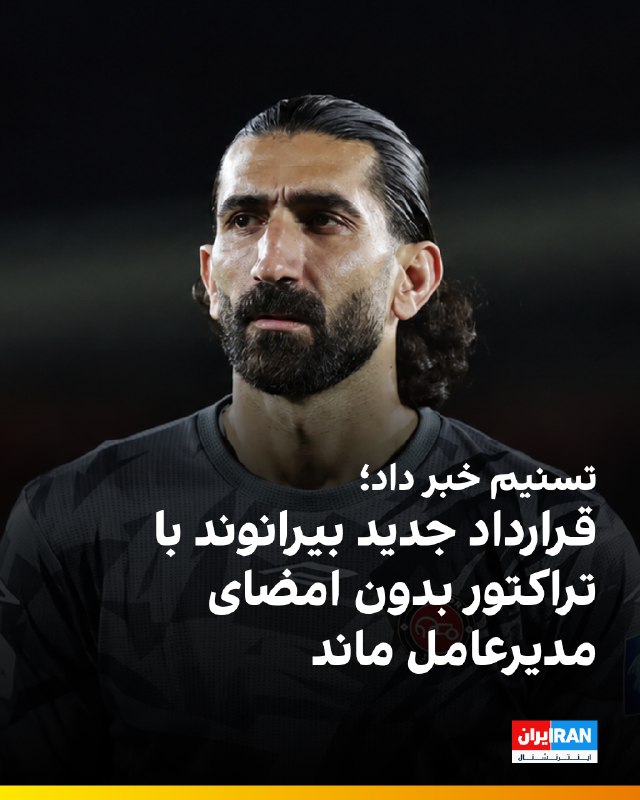 تسنیم خبر داد؛
قرارداد جدید بیرانوند با
تراکتور بدون امضای
مدیرعامل ماند
ایران IRAN
اینترنشنال